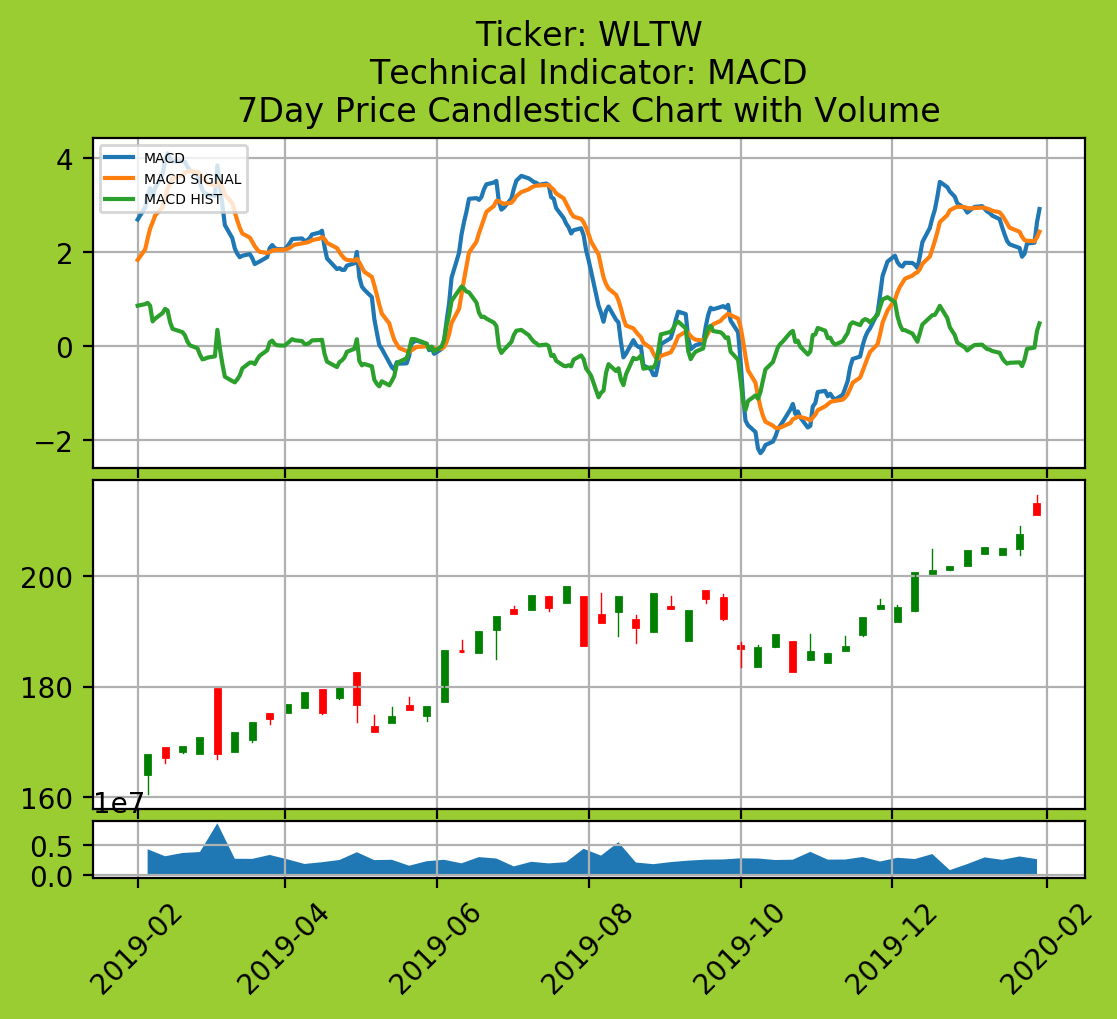 Ticker: WLTW
Technical Indicator: MACD
7Day Price Candlestick Chart with Volume
4
2
0
−2
MACD
MACD SIGNAL
MACD HIST
200
180
160
1e7
0.5
0.0
2019-02
2019-04
2019-06
2019-08
2019-10
2019-12
2020-02